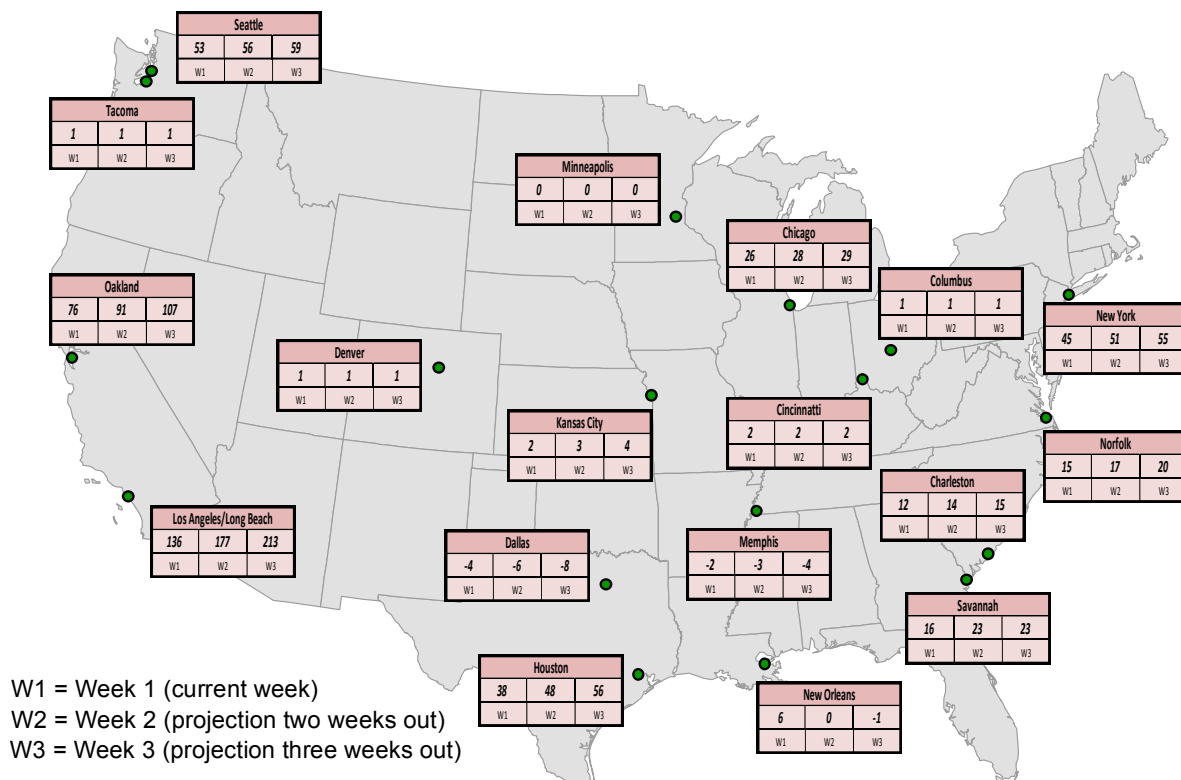 Seattle
53 56 59
W1 W2 W3
Tacoma
1 1 1
W1 W2 W3
Minneapolis
0 0 0
W1 W2 W3
Chicago
26 28 29
W1 W2 W3
Columbus
1 1 1
W1 W2 W3
Oakland
76 91 107
W1 W2 W3
New York
45 51 55
W1 W2 W3
Denver
1 1 1
W1 W2 W3
Kansas City
2 3 4
W1 W2 W3
Cincinnatti
2 2 2
W1 W2 W3
Norfolk
15 17 20
W1 W2 W3
Charleston
12 14 15
W1 W2 W3
Los Angeles/Long Beach
136 177 213
W1 W2 W3
Dallas
-4 -6 -8
W1 W2 W3
Memphis
-2 -3 -4
W1 W2 W3
Savannah
16 23 23
W1 W2 W3
Houston
38 48 56
W1 W2 W3
New Orleans
6 0 -1
W1 W2 W3
W1 = Week 1 (current week)
W2 = Week 2 (projection two weeks out)
W3 = Week 3 (projection three weeks out)